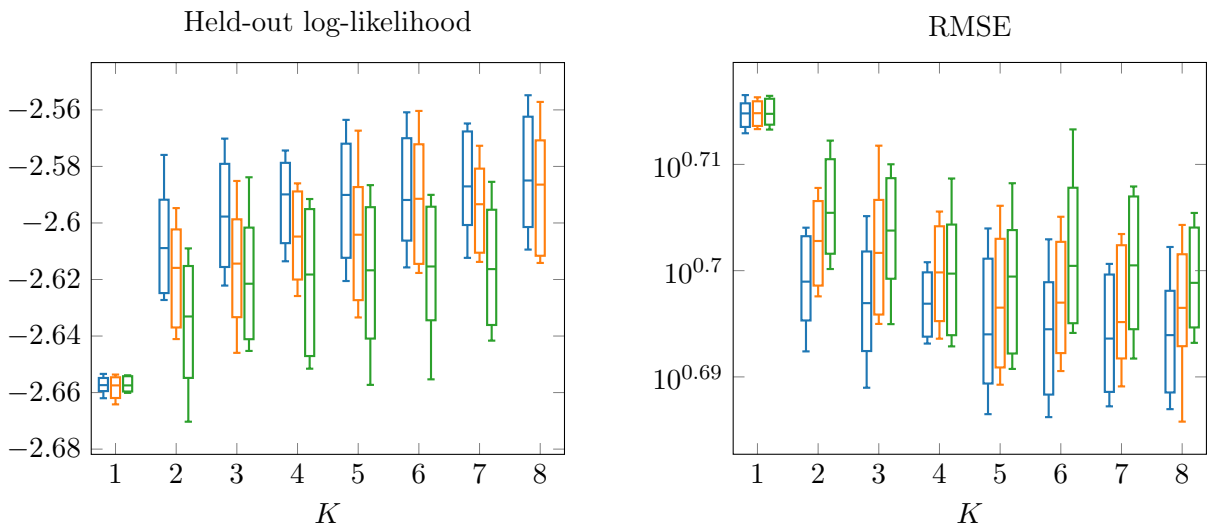 Held-out log-likelihood
−2.56
−2.58
−2.6
−2.62
−2.64
−2.66
−2.68
1 2 3 4 5 6 7 8
K
RMSE
10^0.71
10^0.7
10^0.69
1 2 3 4 5 6 7 8
K